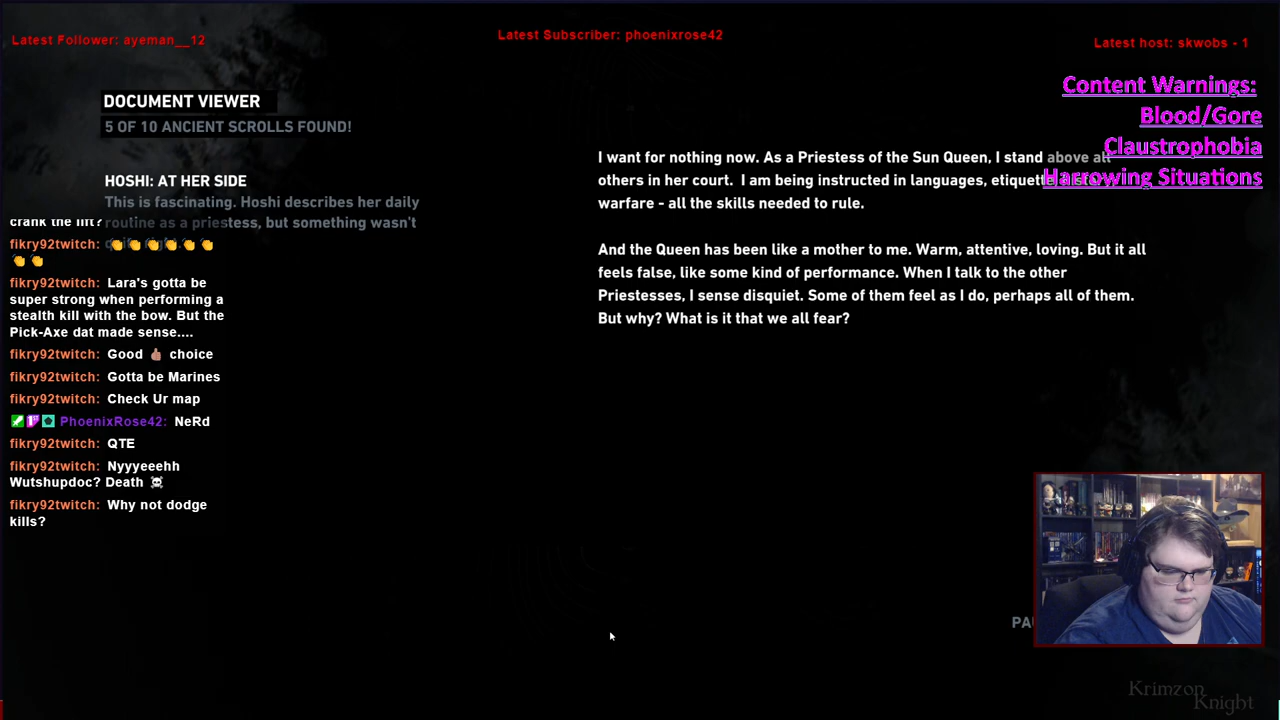 Latest Follower: ayeman__12
Latest Subscriber: phoenixrose42
Latest host: skwobs - 1
Content Warnings:
Blood/Gore
Claustrophobia
Harrowing Situations
DOCUMENT VIEWER
5 OF 10 ANCIENT SCROLLS FOUND!
HOSHI: AT HER SIDE
This is fascinating. Hoshi describes her daily
routine as a priestess, but something wasn't
I want for nothing now. As a Priestess of the Sun Queen, I stand above all
others in her court. I am being instructed in languages, etiquette
warfare - all the skills needed to rule.
And the Queen has been like a mother to me. Warm, attentive, loving. But it all
feels false, like some kind of performance. When I talk to the other
Priestesses, I sense disquiet. Some of them feel as I do, perhaps all of them.
But why? What is it that we all fear?
crank the lift?
fikry92twitch: 👏👏👏👏👏👏
👏👏
fikry92twitch: Lara's gotta be
super strong when performing a
stealth kill with the bow. But the
Pick-Axe dat made sense....
fikry92twitch: Good 👍🏽 choice
fikry92twitch: Gotta be Marines
fikry92twitch: Check Ur map
PhoenixRose42: NeRd
fikry92twitch: QTE
fikry92twitch: Nyyyeeehh
Wutshupdoc? Death ☠️
fikry92twitch: Why not dodge
kills?
Krimzon
Knight